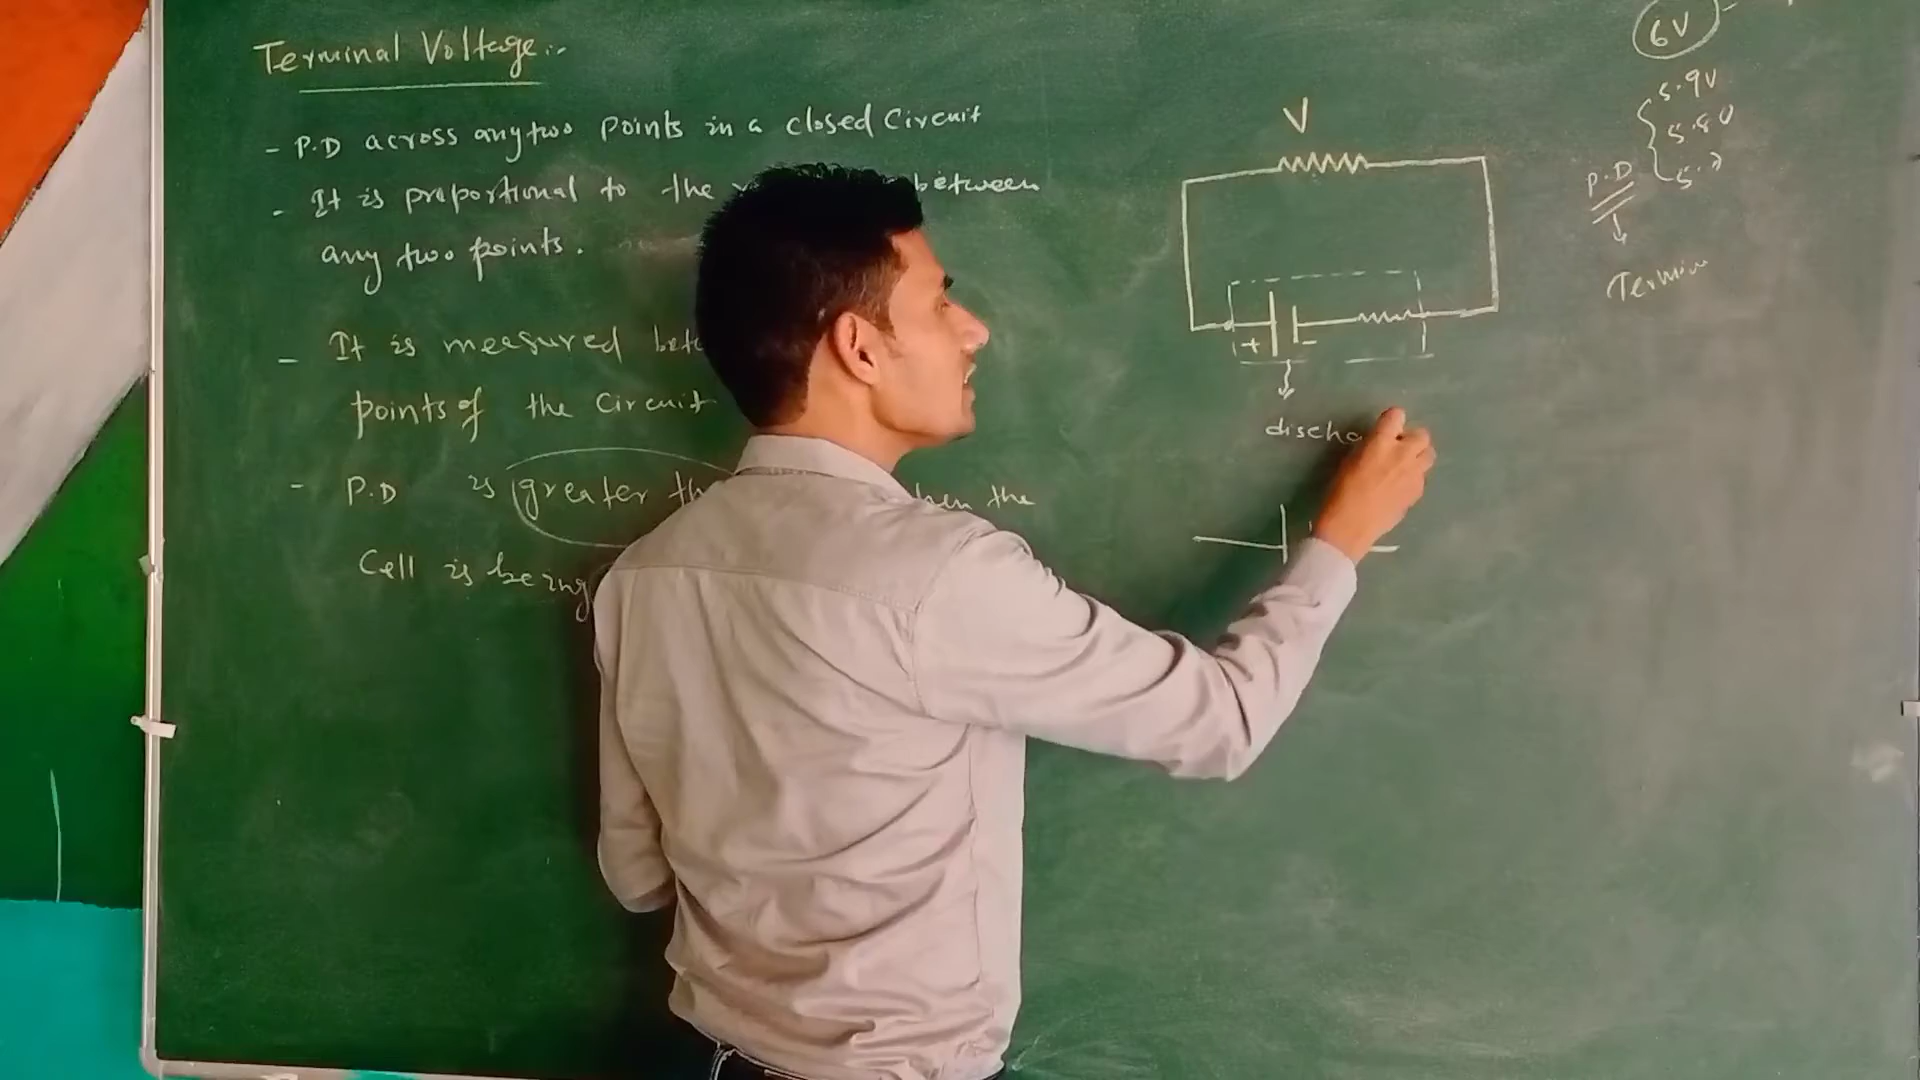 Terminal Voltage :-
- P.D across any two points in a closed Circuit
- It is proportional to the between
any two points.
- It is measured
points of the Circuit
- P.D is greater the
Cell is being
V
+ -
discha
6V -
5.9V
5.8V
P.D
Termin